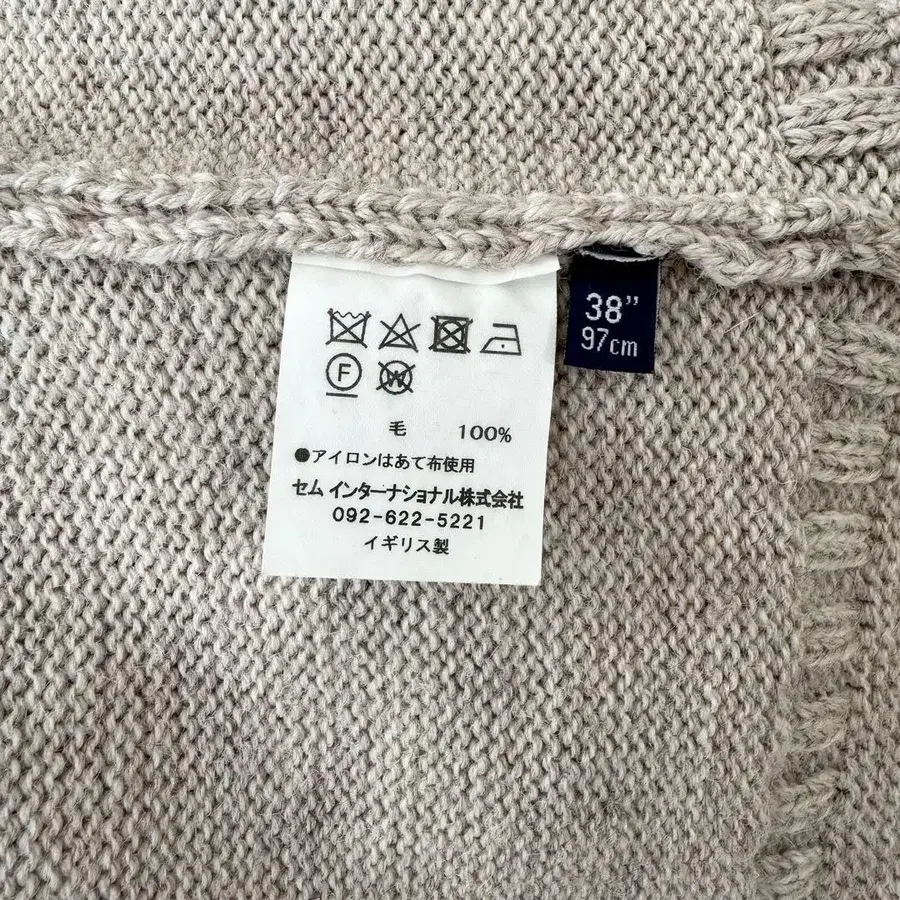 F W
毛 100%
●アイロンはあて布使用
セム インターナショナル株式会社
092-622-5221
イギリス製
38”
97cm